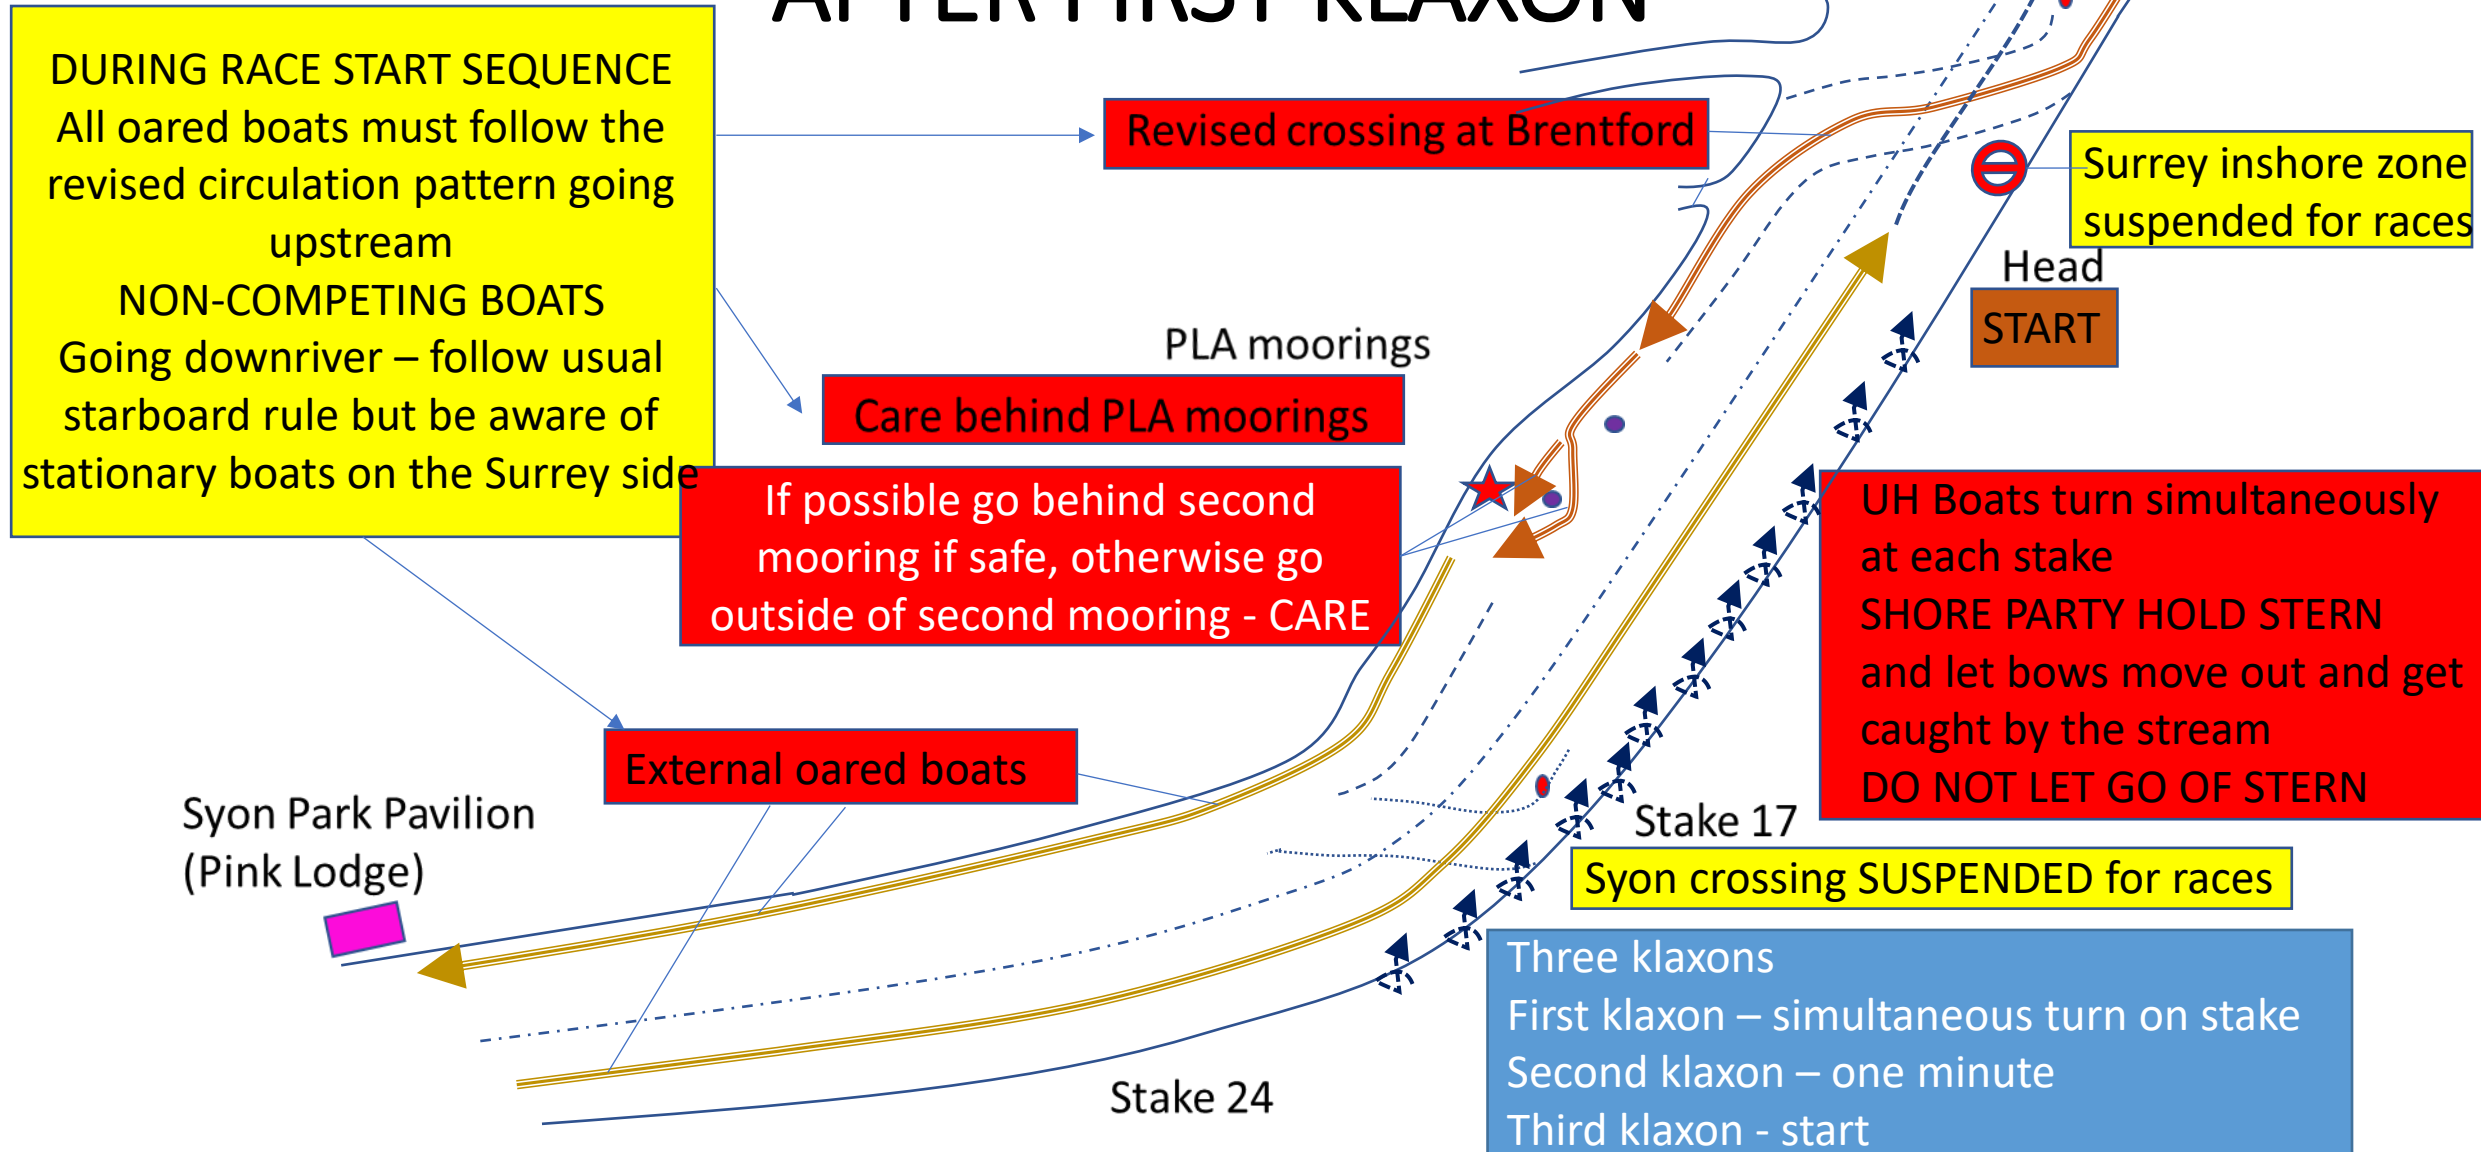 AFTER FIRST KLAXON
DURING RACE START SEQUENCE
All oared boats must follow the
revised circulation pattern going
upstream
NON-COMPETING BOATS
Going downriver – follow usual
starboard rule but be aware of
stationary boats on the Surrey side
Revised crossing at Brentford
Surrey inshore zone
suspended for races
Head
START
PLA moorings
Care behind PLA moorings
If possible go behind second
mooring if safe, otherwise go
outside of second mooring - CARE
UH Boats turn simultaneously
at each stake
SHORE PARTY HOLD STERN
and let bows move out and get
caught by the stream
DO NOT LET GO OF STERN
External oared boats
Syon Park Pavilion
(Pink Lodge)
Stake 17
Syon crossing SUSPENDED for races
Three klaxons
First klaxon – simultaneous turn on stake
Second klaxon – one minute
Third klaxon - start
Stake 24